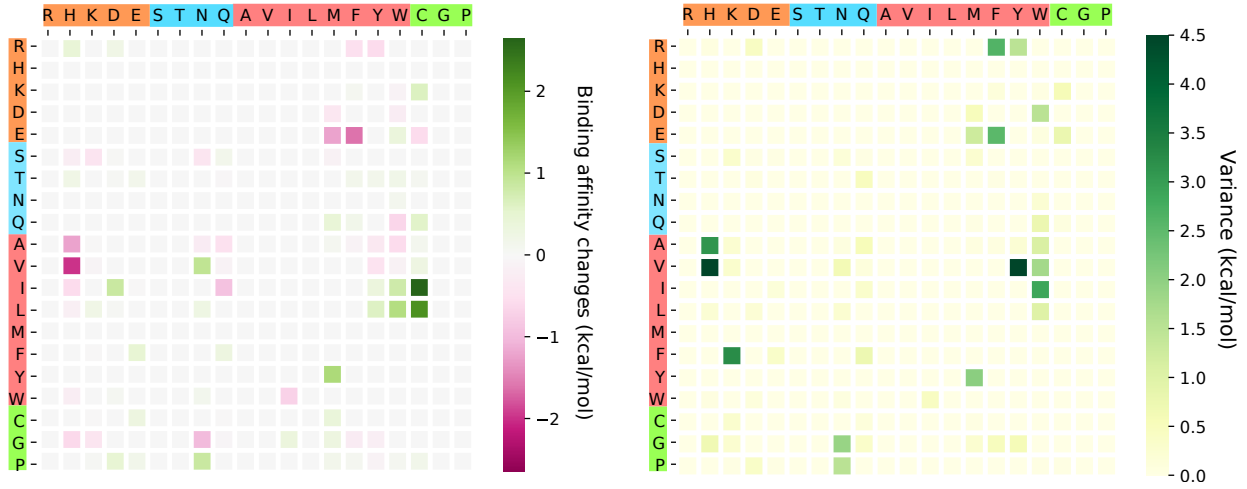 R H K D E S T N Q A V I L M F Y W C G P
R
H
K
D
E
S
T
N
Q
A
V
I
L
M
F
Y
W
C
G
P
2
1
0
−1
−2
Binding affinity changes (kcal/mol)
R H K D E S T N Q A V I L M F Y W C G P
R
H
K
D
E
S
T
N
Q
A
V
I
L
M
F
Y
W
C
G
P
4.5
4.0
3.5
3.0
2.5
2.0
1.5
1.0
0.5
0.0
Variance (kcal/mol)